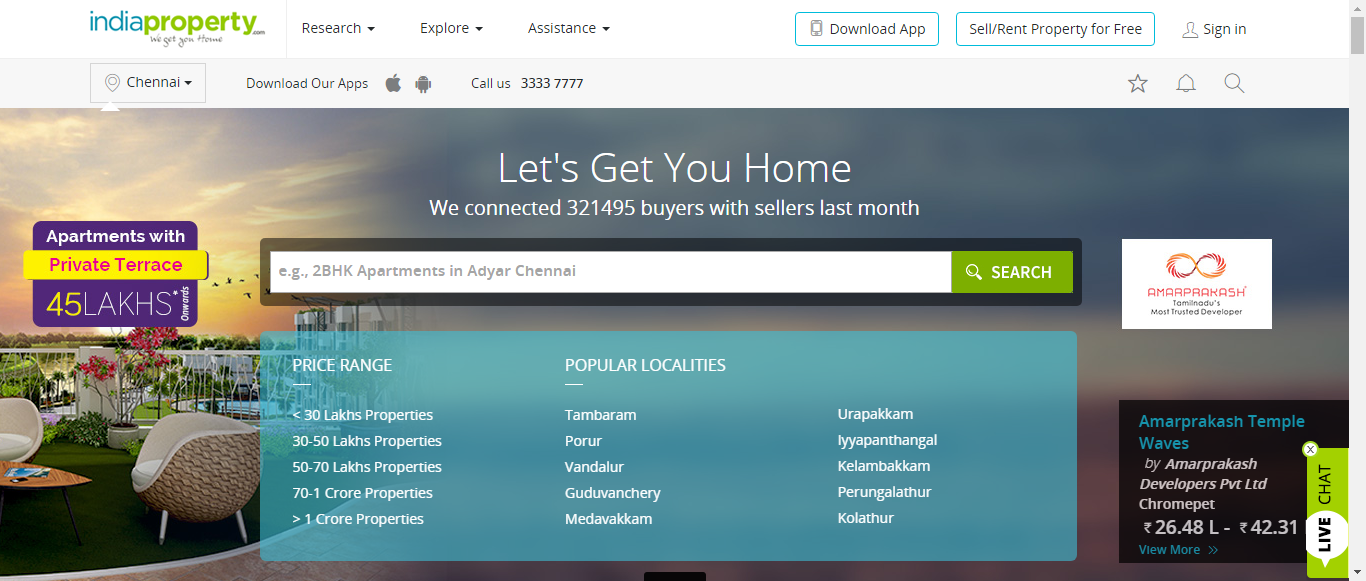 indiaproperty.com
We get you Home
Research
Explore
Assistance
Download App
Sell/Rent Property for Free
Sign in
Chennai
Download Our Apps
Call us 3333 7777
Let's Get You Home
We connected 321495 buyers with sellers last month
Apartments with
Private Terrace
45LAKHS*
Onwards
e.g., 2BHK Apartments in Adyar Chennai
SEARCH
AMARPRAKASH
Tamilnadu's
Most Trusted Developer
PRICE RANGE
< 30 Lakhs Properties
30-50 Lakhs Properties
50-70 Lakhs Properties
70-1 Crore Properties
> 1 Crore Properties
POPULAR LOCALITIES
Tambaram
Porur
Vandalur
Guduvanchery
Medavakkam
Urapakkam
Iyyapanthangal
Kelambakkam
Perungalathur
Kolathur
Amarprakash Temple
Waves
by Amarprakash
Developers Pvt Ltd
Chromepet
₹ 26.48 L - ₹ 42.31
View More »
X
LIVE CHAT